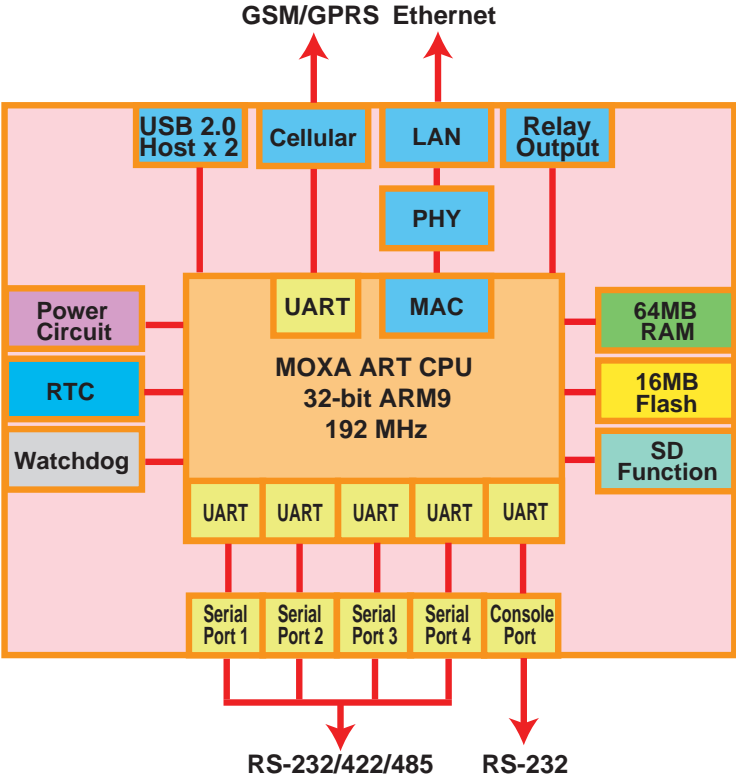 GSM/GPRS Ethernet
USB 2.0
Host x 2
Cellular
LAN
Relay
Output
PHY
UART
MAC
Power
Circuit
RTC
Watchdog
MOXA ART CPU
32-bit ARM9
192 MHz
64MB
RAM
16MB
Flash
SD
Function
UART
UART
UART
UART
UART
Serial
Port 1
Serial
Port 2
Serial
Port 3
Serial
Port 4
Console
Port
RS-232/422/485
RS-232